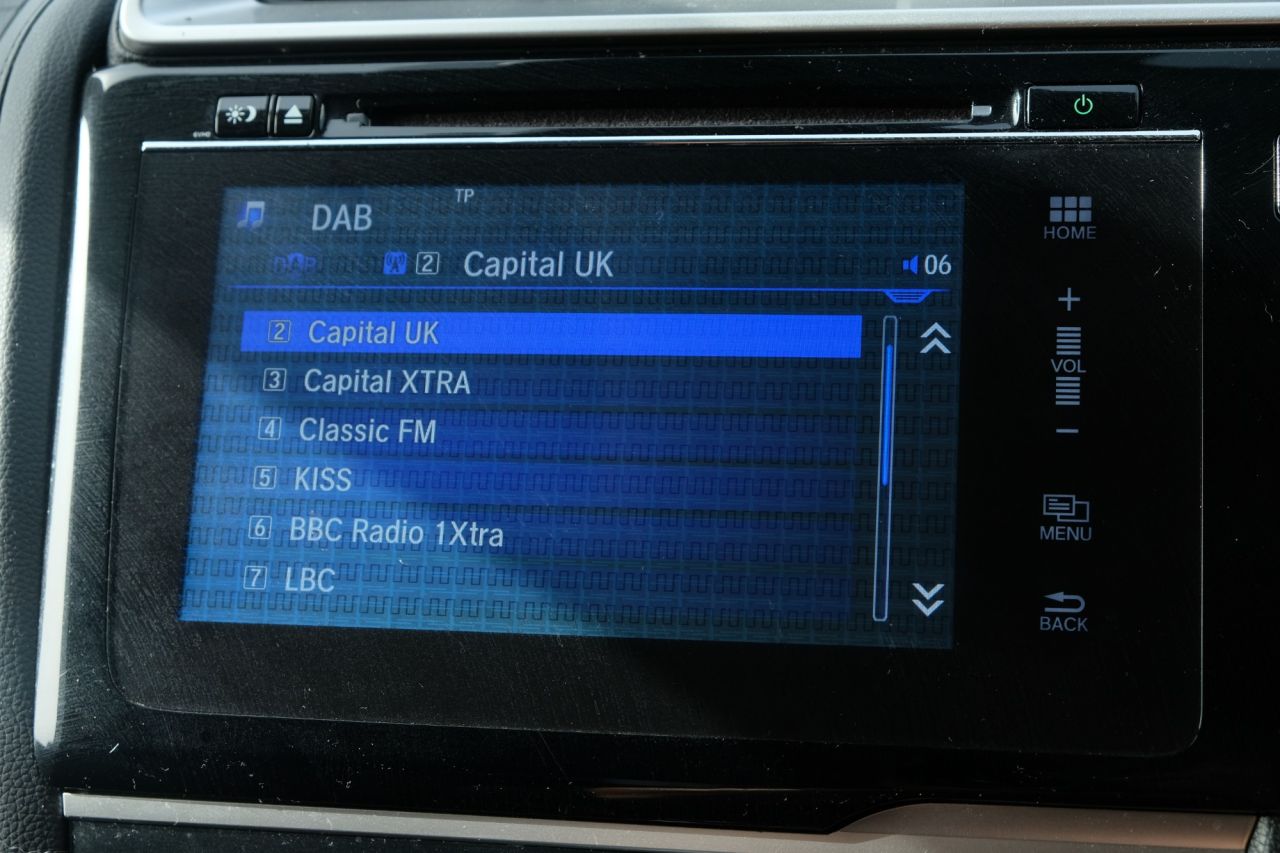 TP
DAB
DAB 2 Capital UK 06
2 Capital UK
3 Capital XTRA
4 Classic FM
5 KISS
6 BBC Radio 1Xtra
7 LBC
HOME
+
VOL
−
MENU
BACK